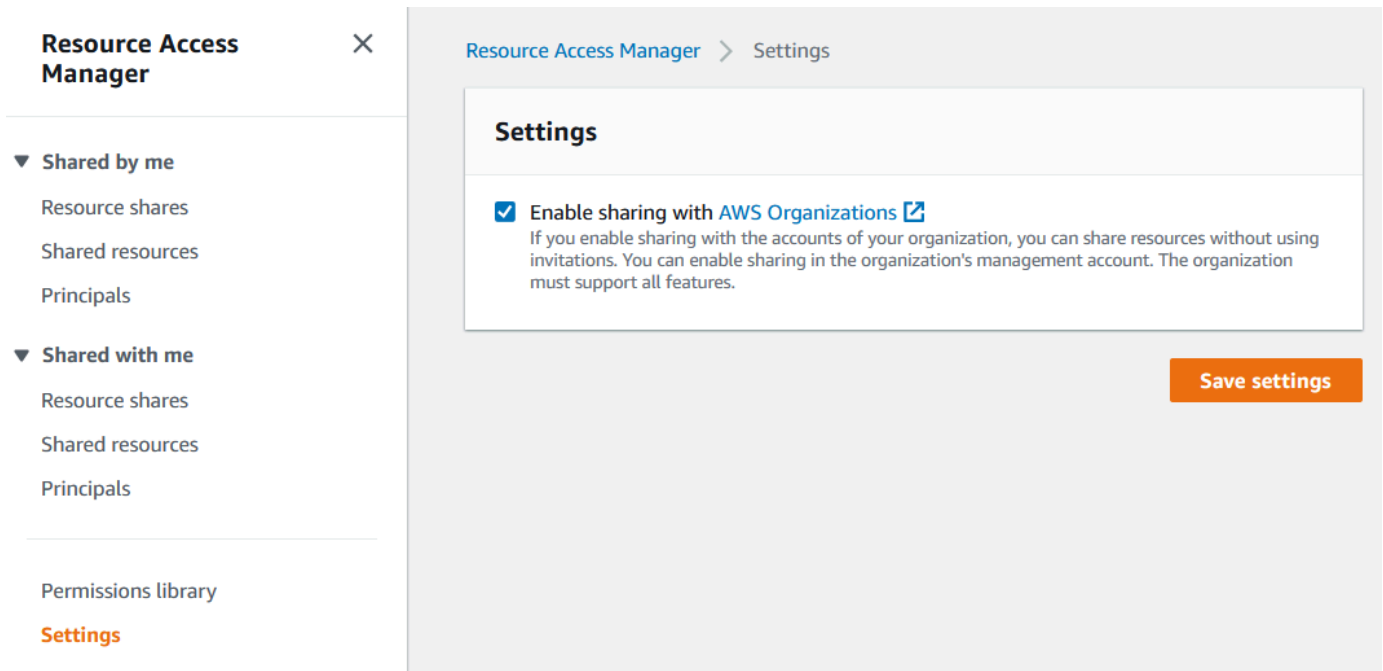 Resource Access
Manager
Shared by me
Resource shares
Shared resources
Principals
Shared with me
Resource shares
Shared resources
Principals
Permissions library
Settings
Resource Access Manager > Settings
Settings
Enable sharing with AWS Organizations
If you enable sharing with the accounts of your organization, you can share resources without using
invitations. You can enable sharing in the organization's management account. The organization
must support all features.
Save settings